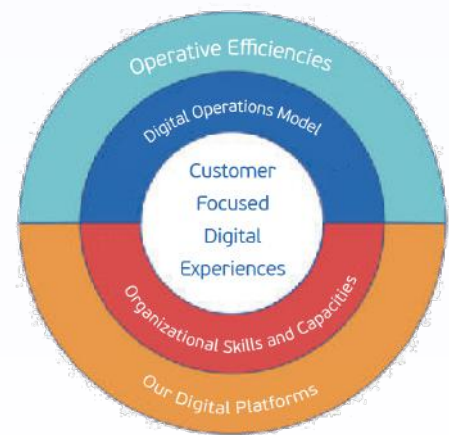 Operative Efficiencies
Digital Operations Model
Customer
Focused
Digital
Experiences
Organizational Skills and Capacities
Our Digital Platforms